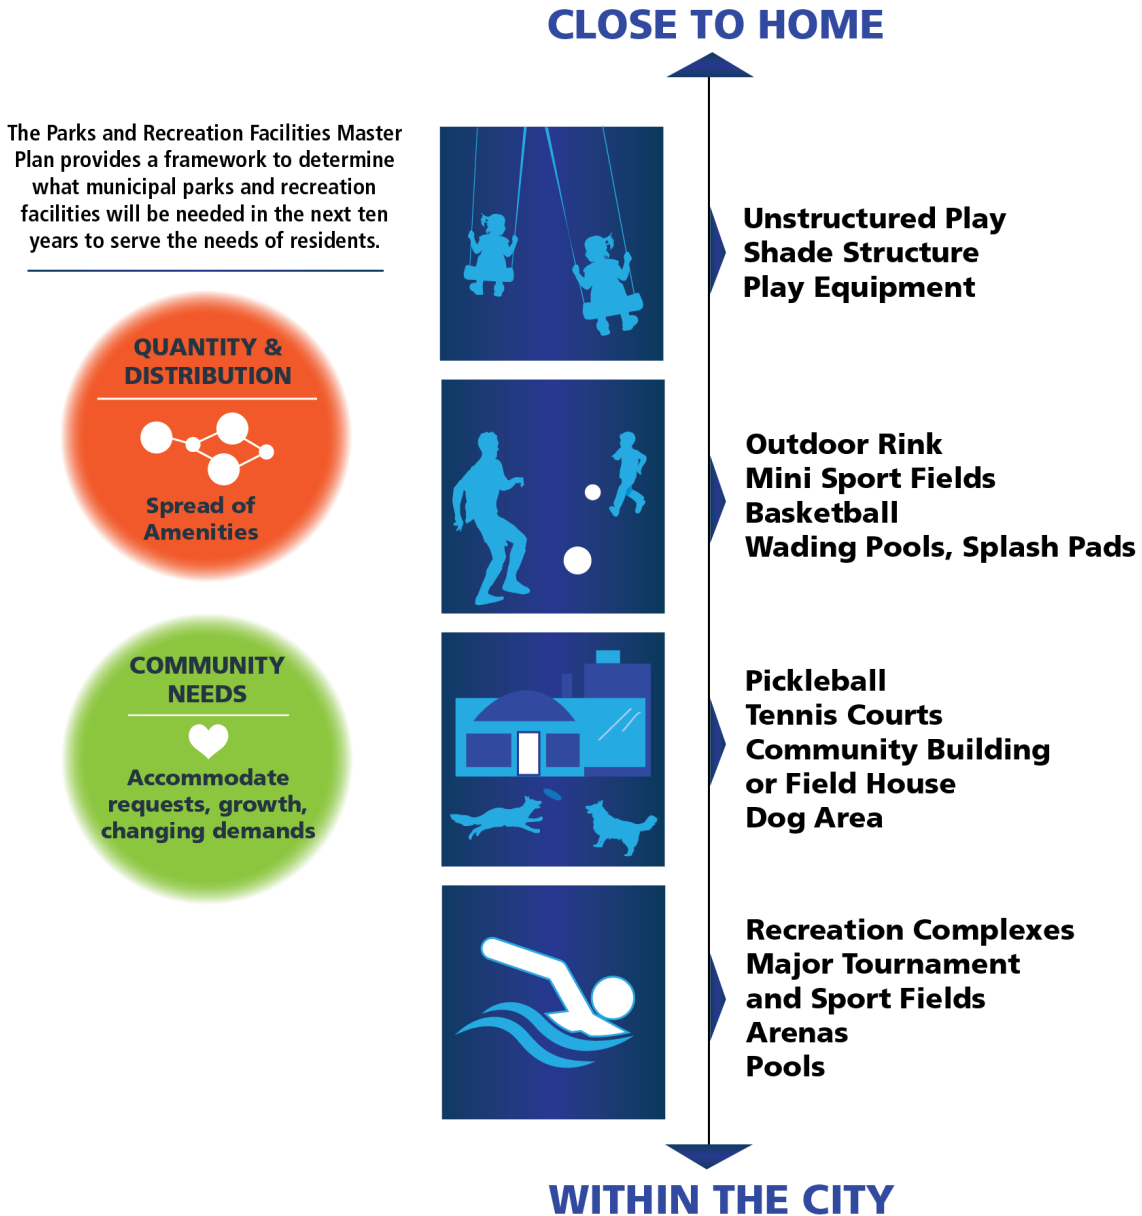 CLOSE TO HOME
The Parks and Recreation Facilities Master
Plan provides a framework to determine
what municipal parks and recreation
facilities will be needed in the next ten
years to serve the needs of residents.
QUANTITY &
DISTRIBUTION
Spread of
Amenities
COMMUNITY
NEEDS
Accommodate
requests, growth,
changing demands
Unstructured Play
Shade Structure
Play Equipment
Outdoor Rink
Mini Sport Fields
Basketball
Wading Pools, Splash Pads
Pickleball
Tennis Courts
Community Building
or Field House
Dog Area
Recreation Complexes
Major Tournament
and Sport Fields
Arenas
Pools
WITHIN THE CITY